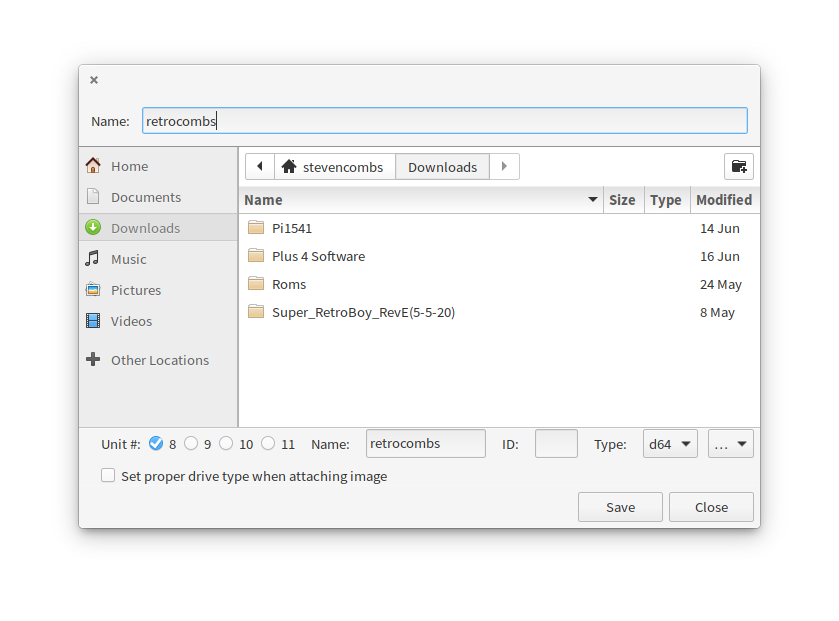 Name: retrocombs
Home
Documents
Downloads
Music
Pictures
Videos
Other Locations
stevencombs Downloads
Name Size Type Modified
Pi1541 14 Jun
Plus 4 Software 16 Jun
Roms 24 May
Super_RetroBoy_RevE(5-5-20) 8 May
Unit #: 8 9 10 11 Name: retrocombs ID: Type: d64 ...
Set proper drive type when attaching image
Save Close